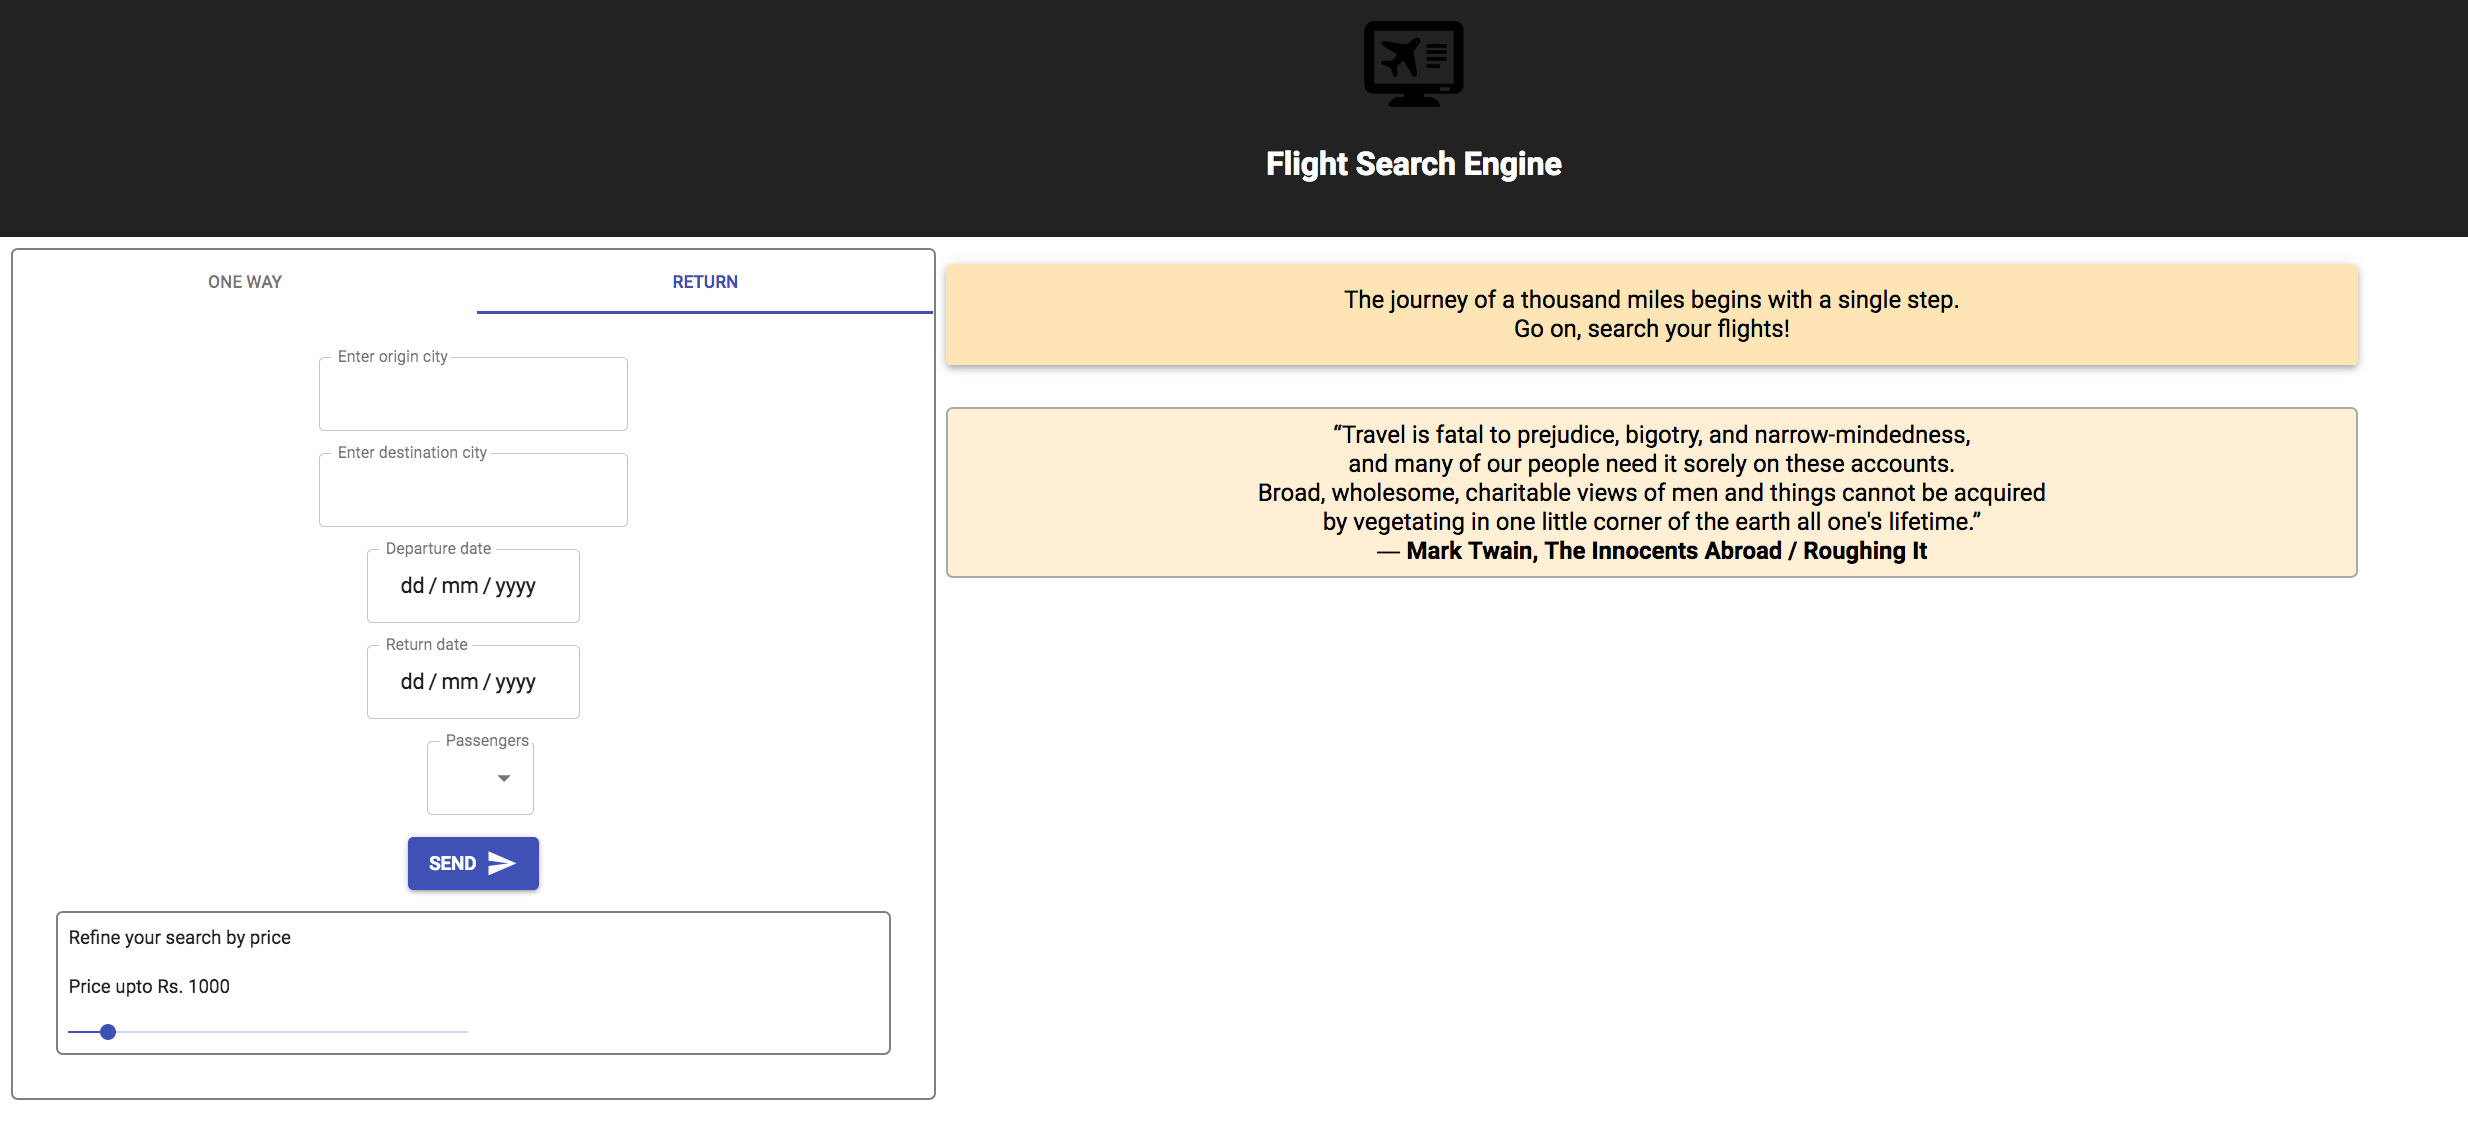 Flight Search Engine
ONE WAY
RETURN
Enter origin city
Enter destination city
Departure date
dd / mm / yyyy
Return date
dd / mm / yyyy
Passengers
SEND
Refine your search by price
Price upto Rs. 1000
The journey of a thousand miles begins with a single step.
Go on, search your flights!
“Travel is fatal to prejudice, bigotry, and narrow-mindedness,
and many of our people need it sorely on these accounts.
Broad, wholesome, charitable views of men and things cannot be acquired
by vegetating in one little corner of the earth all one's lifetime.”
— Mark Twain, The Innocents Abroad / Roughing It